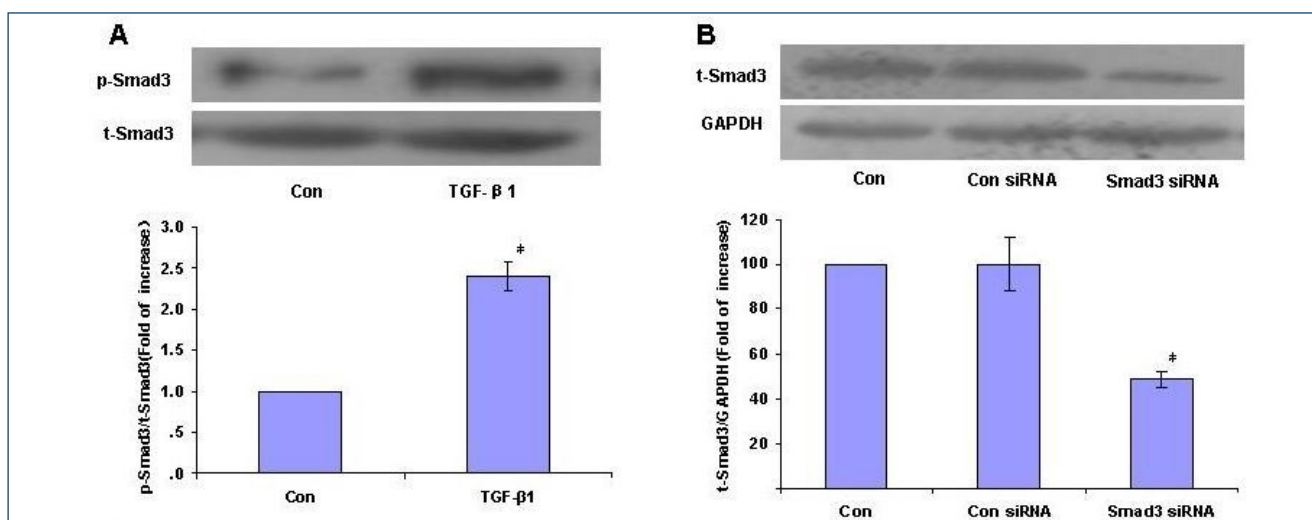 A
p-Smad3
t-Smad3
Con TGF-β 1
p-Smad3/t-Smad3(Fold of increase)
3.0
2.5
2.0
1.5
1.0
.5
.0
ǂ
Con TGF-β1
B
t-Smad3
GAPDH
Con Con siRNA Smad3 siRNA
t-Smad3/GAPDH (Fold of increase)
120
100
80
60
40
20
ǂ
Con Con siRNA Smad3 siRNA